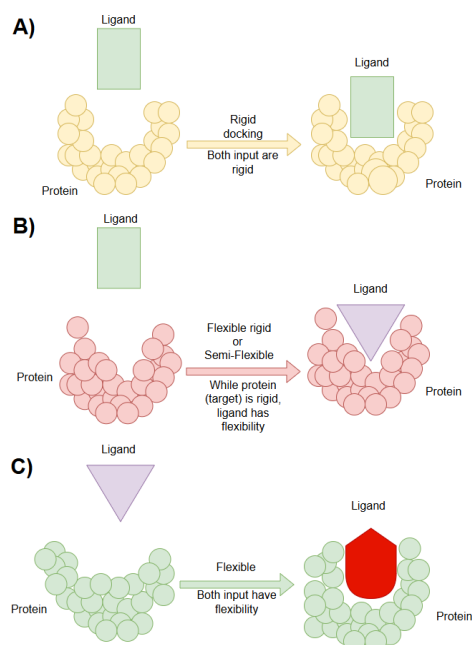 A)
Ligand
Ligand
Rigid
docking
Both input are
rigid
Protein
Protein
B)
Ligand
Ligand
Flexible rigid
or
Semi-Flexible
Protein
While protein
(target) is rigid,
ligand has
flexibility
Protein
Ligand
C)
Ligand
Flexible
Both input have
flexibility
Protein
Protein